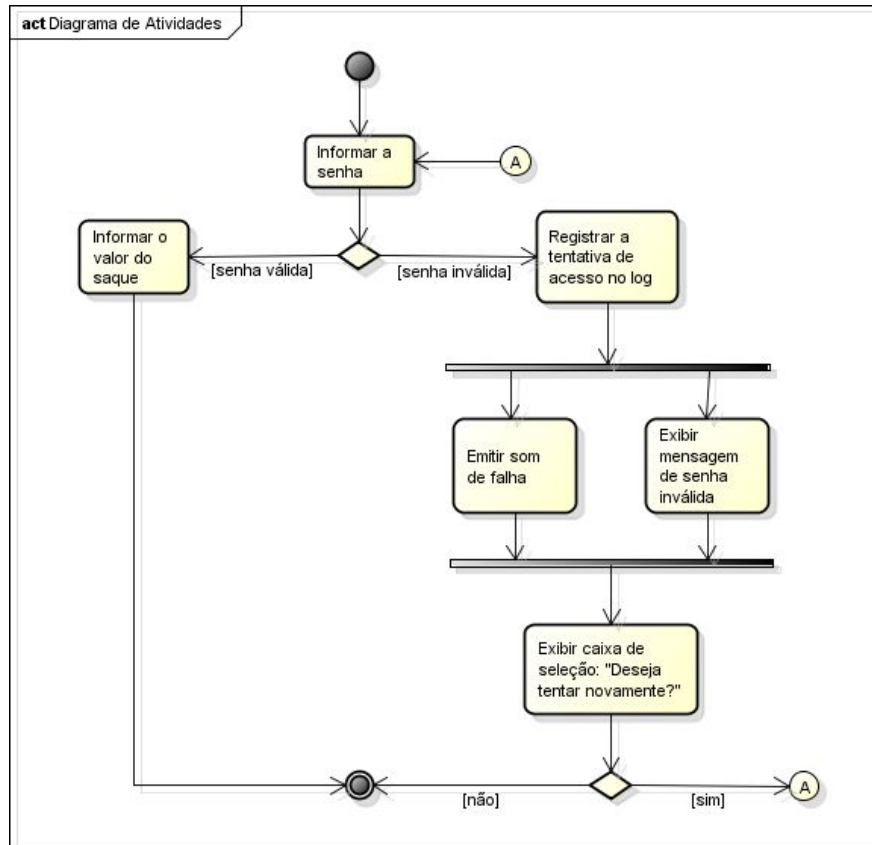 act Diagrama de Atividades
Informar a
senha
A
Informar o
valor do
saque
[senha válida]
[senha inválida]
Registrar a
tentativa de
acesso no log
Emitir som
de falha
Exibir
mensagem
de senha
inválida
Exibir caixa de
seleção: "Deseja
tentar novamente?"
[não]
[sim]
A